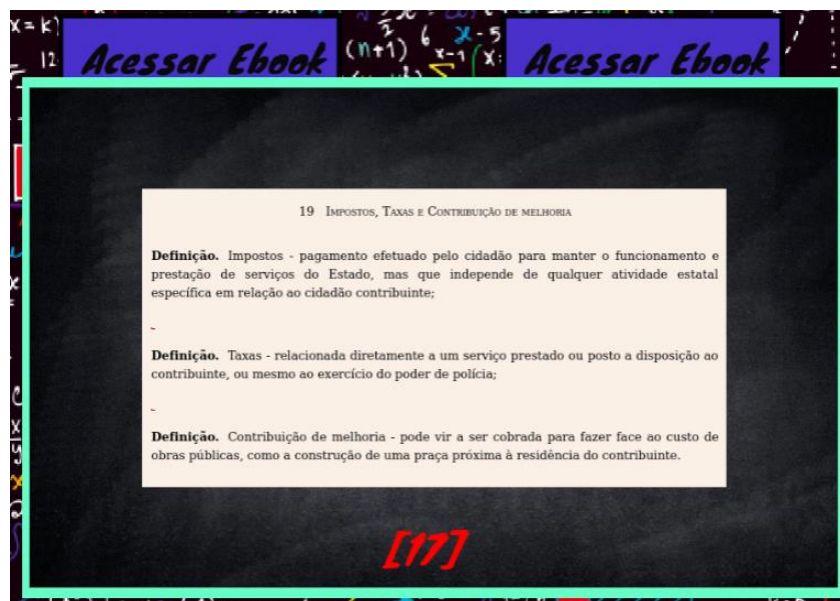 Acessar Ebook
Acessar Ebook
19 Impostos, Taxas e Contribuição de melhoria
Definição. Impostos - pagamento efetuado pelo cidadão para manter o funcionamento e
prestação de serviços do Estado, mas que independe de qualquer atividade estatal
específica em relação ao cidadão contribuinte;
-
Definição. Taxas - relacionada diretamente a um serviço prestado ou posto a disposição ao
contribuinte, ou mesmo ao exercício do poder de polícia;
-
Definição. Contribuição de melhoria - pode vir a ser cobrada para fazer face ao custo de
obras públicas, como a construção de uma praça próxima à residência do contribuinte.
[17]